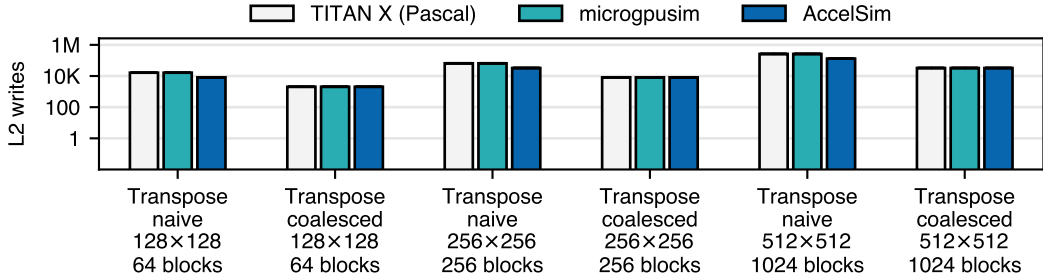 TITAN X (Pascal) microgpusim AccelSim
L2 writes
1M
10K
100
1
Transpose naive 128×128 64 blocks
Transpose coalesced 128×128 64 blocks
Transpose naive 256×256 256 blocks
Transpose coalesced 256×256 256 blocks
Transpose naive 512×512 1024 blocks
Transpose coalesced 512×512 1024 blocks